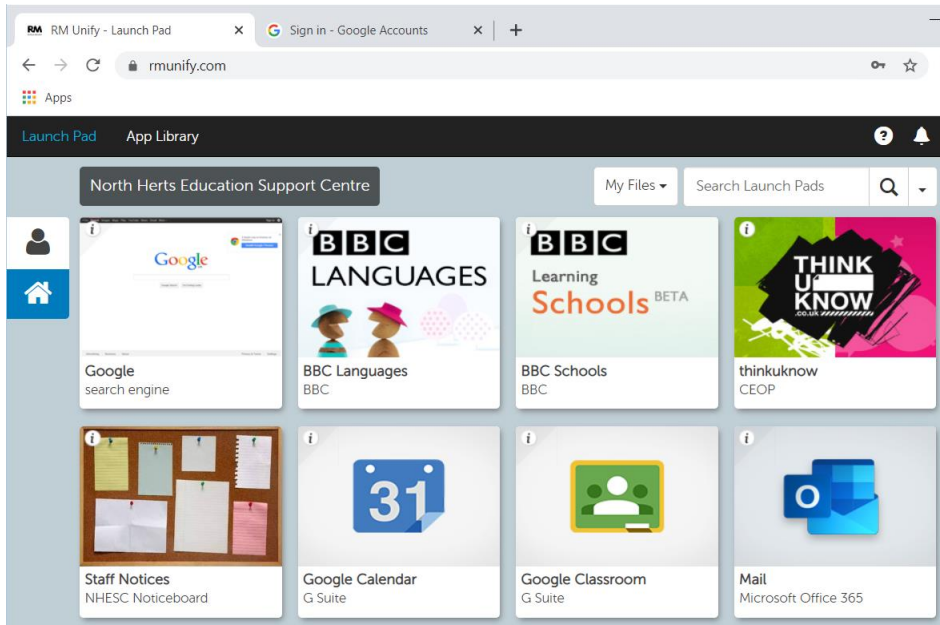 RM RM Unify - Launch Pad
G Sign in - Google Accounts
rmunify.com
Apps
Launch Pad App Library
North Herts Education Support Centre
My Files
Search Launch Pads
Google
BBC
LANGUAGES
BBC
Learning
Schools BETA
THINK
U
KNOW
.co.uk
Google
search engine
BBC Languages
BBC
BBC Schools
BBC
thinkuknow
CEOP
31
O
Staff Notices
NHESC Noticeboard
Google Calendar
G Suite
Google Classroom
G Suite
Mail
Microsoft Office 365